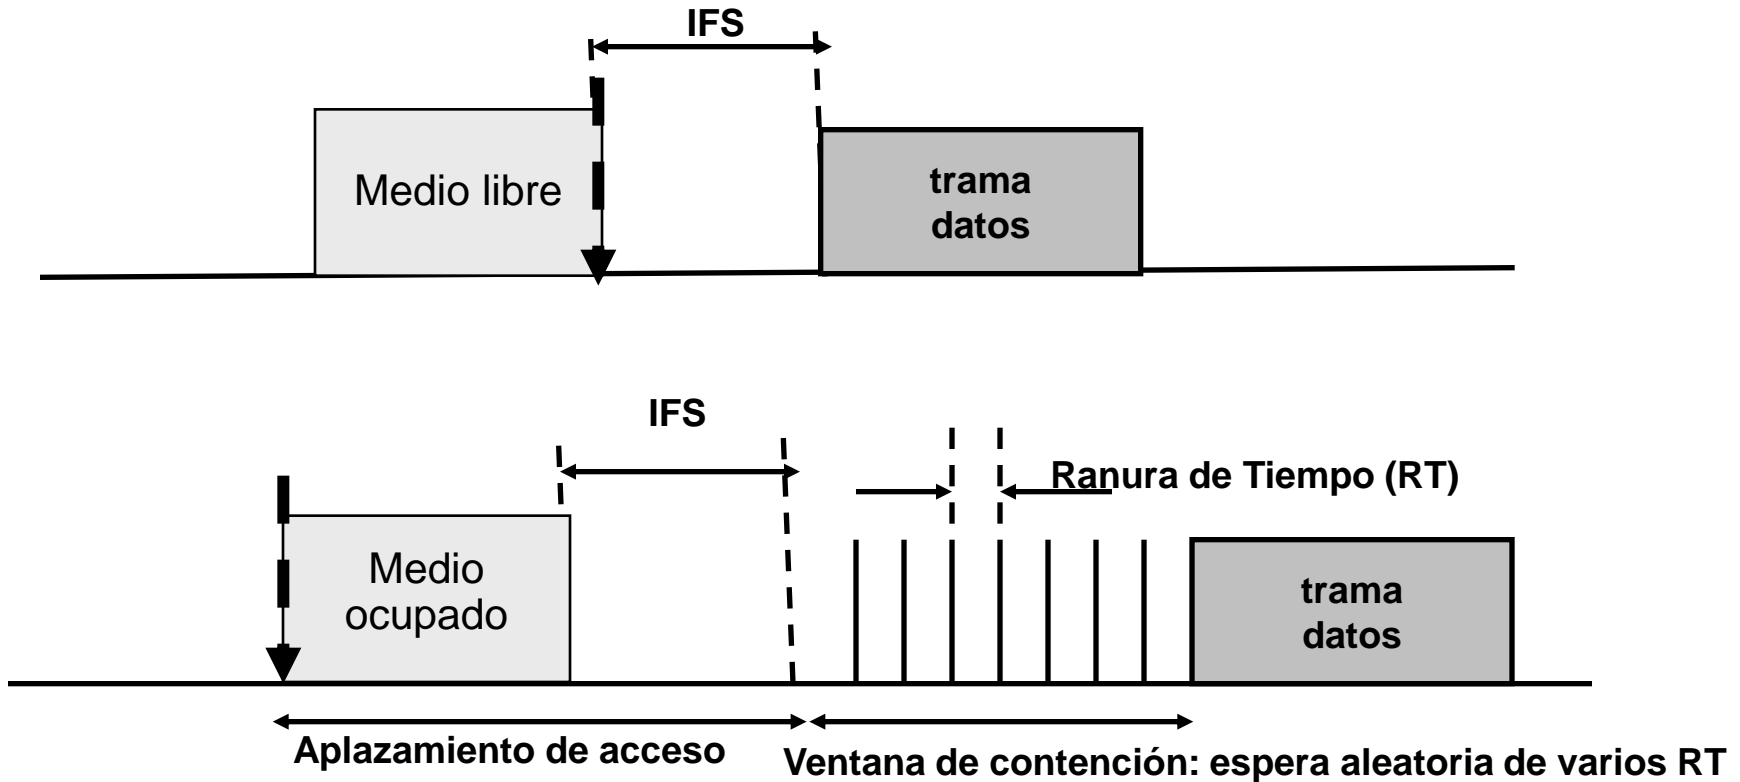 IFS
Medio libre
trama
datos
IFS
Ranura de Tiempo (RT)
Medio
ocupado
trama
datos
Aplazamiento de acceso
Ventana de contención: espera aleatoria de varios RT